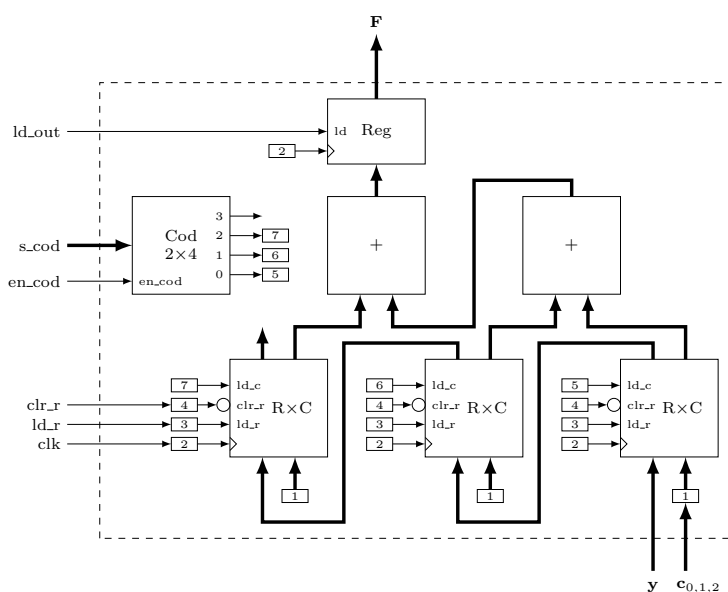 F
ld_out
ld Reg
2
3
Cod 2 7
s_cod
2×4 1 6
0 5
en_cod en_cod
+ +
7 ld_c 6 ld_c 5 ld_c
clr_r 4 clr_r R×C 4 clr_r R×C 4 clr_r R×C
ld_r 3 ld_r 3 ld_r 3 ld_r
clk 2 2 2
1 1 1
y c0,1,2